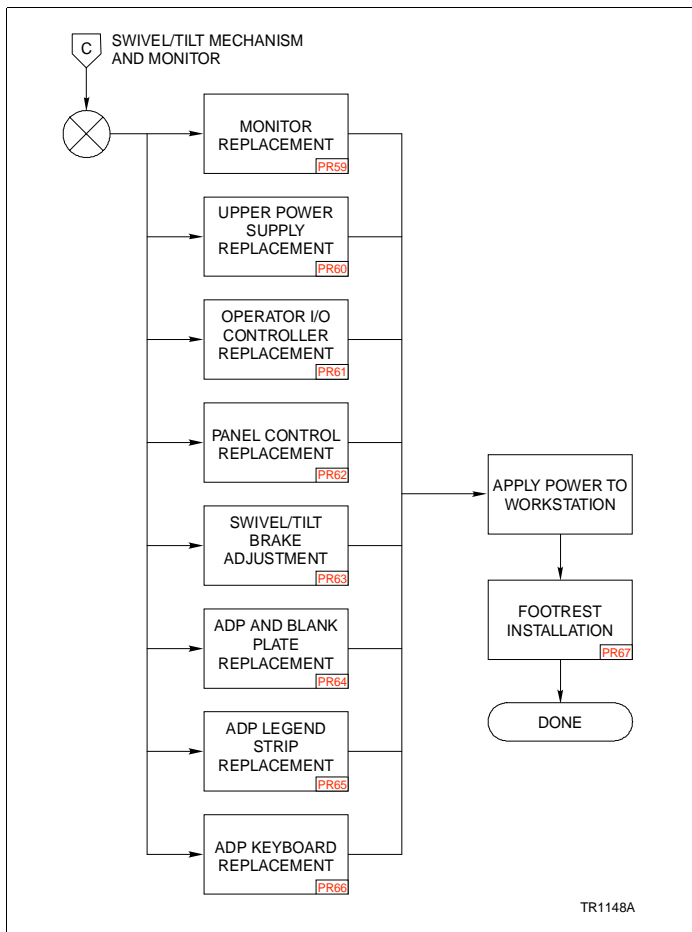 C
SWIVEL/TILT MECHANISM
AND MONITOR
MONITOR
REPLACEMENT
PR59
UPPER POWER
SUPPLY
REPLACEMENT
PR60
OPERATOR I/O
CONTROLLER
REPLACEMENT
PR61
PANEL CONTROL
REPLACEMENT
PR62
SWIVEL/TILT
BRAKE
ADJUSTMENT
PR63
ADP AND BLANK
PLATE
REPLACEMENT
PR64
ADP LEGEND
STRIP
REPLACEMENT
PR65
ADP KEYBOARD
REPLACEMENT
PR66
APPLY POWER TO
WORKSTATION
FOOTREST
INSTALLATION
PR67
DONE
TR1148A